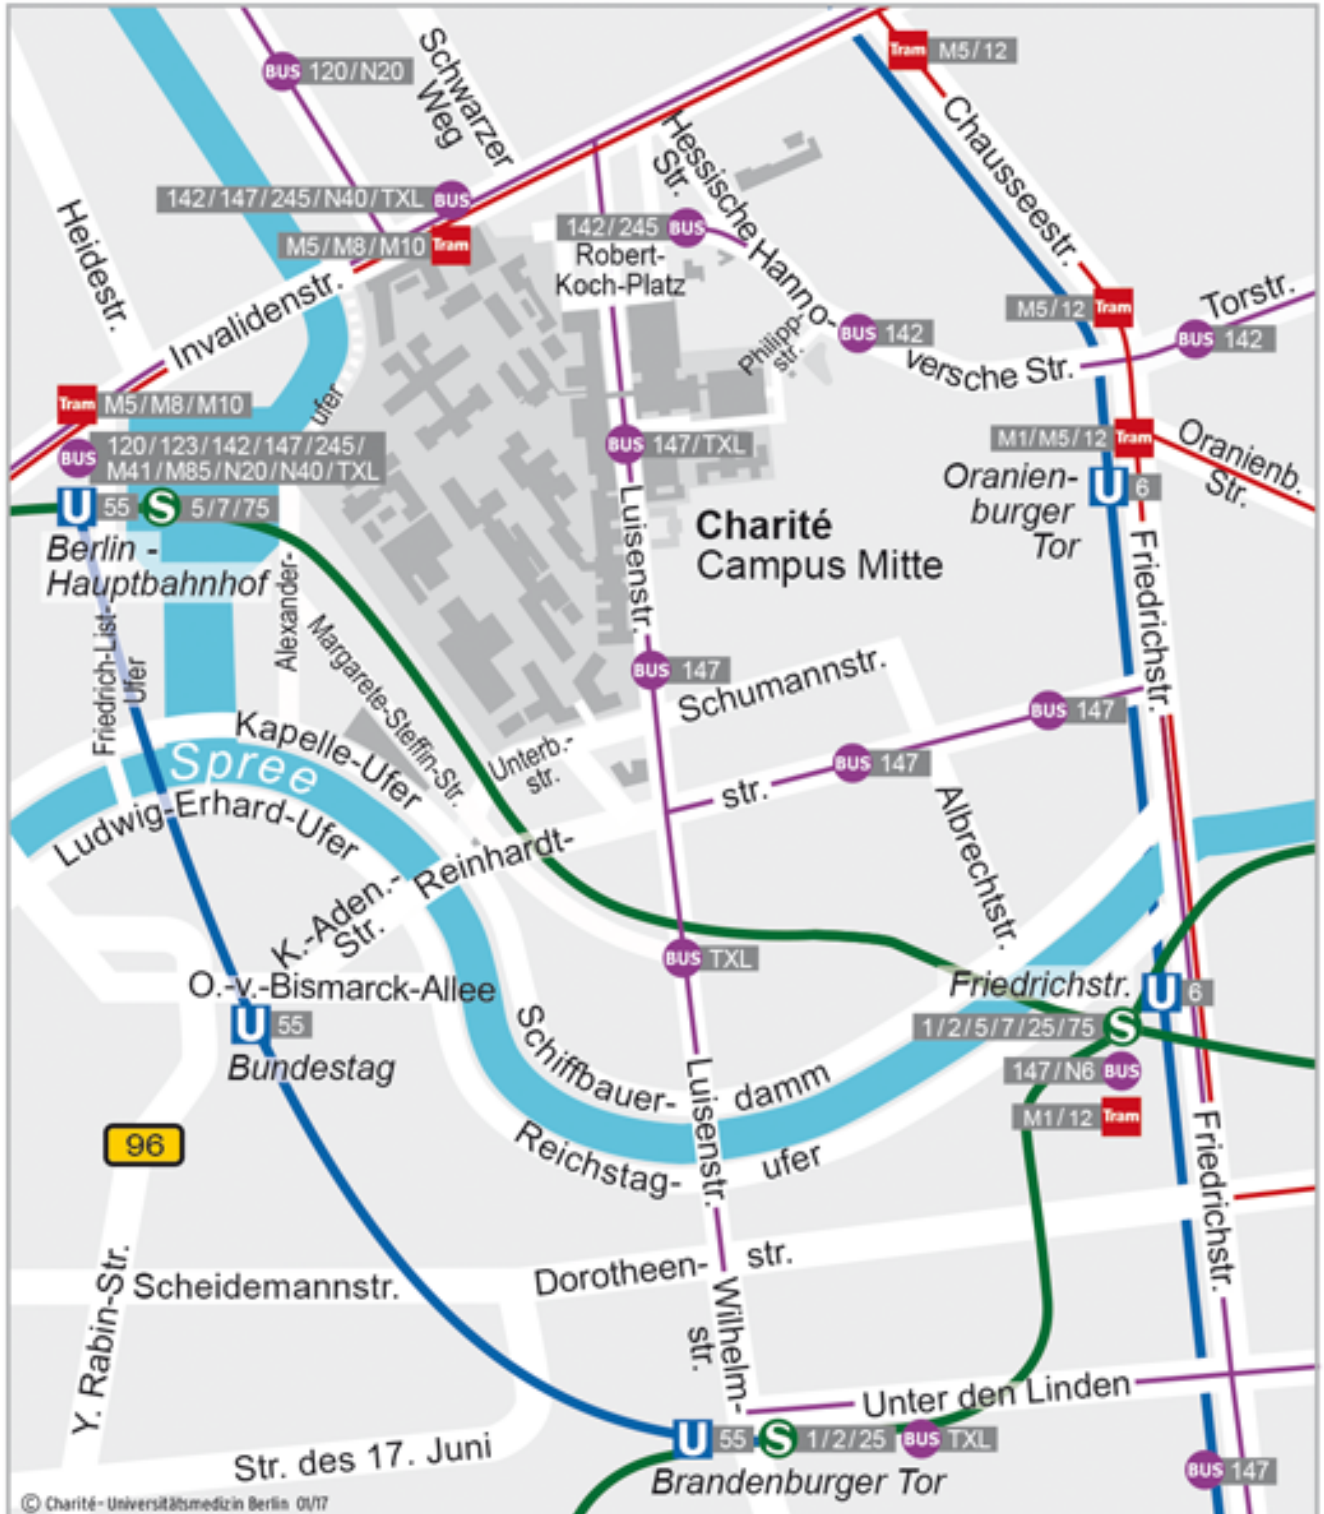 Tram M5/12
BUS 120/N20
Schwarzer
Weg
Chausseestr.
Hessische
Str.
142/147/245/N40/TXL BUS
M5/M8/M10 Tram
142/245 BUS
Robert-
Koch-Platz
Hanno-
versche Str.
Heidestr.
Invalidenstr.
M5/12 Tram
Torstr.
BUS 142
BUS 142
Philipp-
str.
ufer
Tram M5/M8/M10
BUS 120/123/142/147/245/
M41/M85/N20/N40/TXL
U 55 S 5/7/75
Berlin -
Hauptbahnhof
BUS 147/TXL
M1/M5/12 Tram
Oranienb.
Str.
Oranien-
burger
Tor
U 6
Luisenstr.
Charité
Campus Mitte
Friedrichstr.
Alexander-
Friedrich-List-
Ufer
Margarete-Steffin-Str.
BUS 147
Schumannstr.
BUS 147
BUS 147
Kapelle-Ufer
Spree
Unterb.-
str.
str.
Ludwig-Erhard-Ufer
Reinhardt-
Albrechtstr.
K.-Aden.-
Str.
BUS TXL
O.-v.-Bismarck-Allee
U 55
Bundestag
Friedrichstr.
U 6
1/2/5/7/25/75 S
147/N6 BUS
M1/12 Tram
Schiffbauer-
damm
Luisenstr.
Reichstag-
ufer
96
Friedrichstr.
Y. Rabin-Str.
Scheidemannstr.
Dorotheen-
str.
Wilhelm-
str.
Unter den Linden
U 55 S 1/2/25 BUS TXL
Brandenburger Tor
Str. des 17. Juni
BUS 147
© Charité-Universitätsmedizin Berlin 01/17